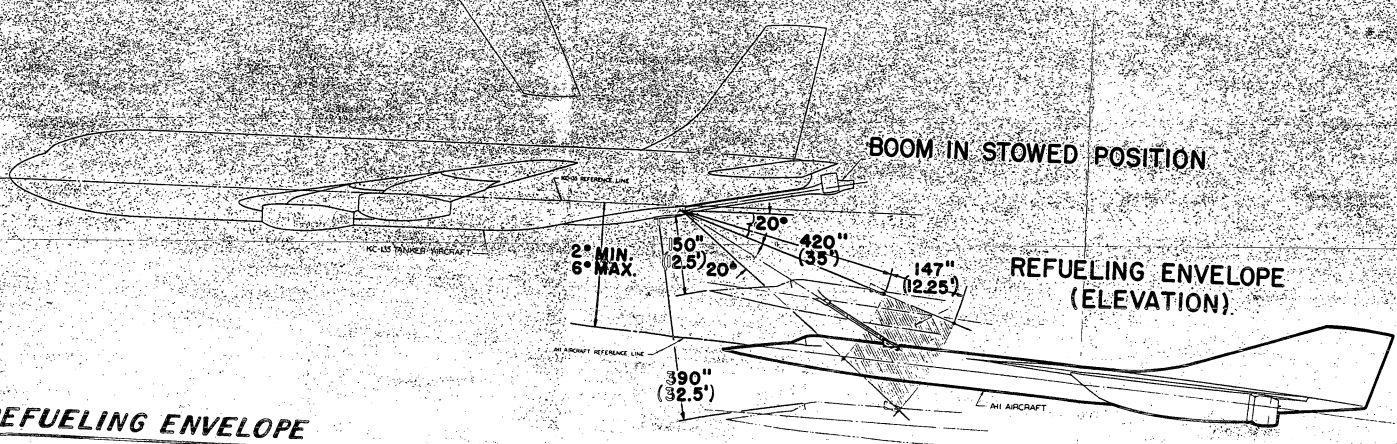 BOOM IN STOWED POSITION
KC-135 REFERENCE LINE
20°
KC-135 TANKER AIRCRAFT
2° MIN.
6° MAX.
150"
(12.5')
20°
420"
(35')
147"
(12.25')
REFUELING ENVELOPE
(ELEVATION)
A-11 AIRCRAFT REFERENCE LINE
390"
(32.5')
A-11 AIRCRAFT
EFUELING ENVELOPE